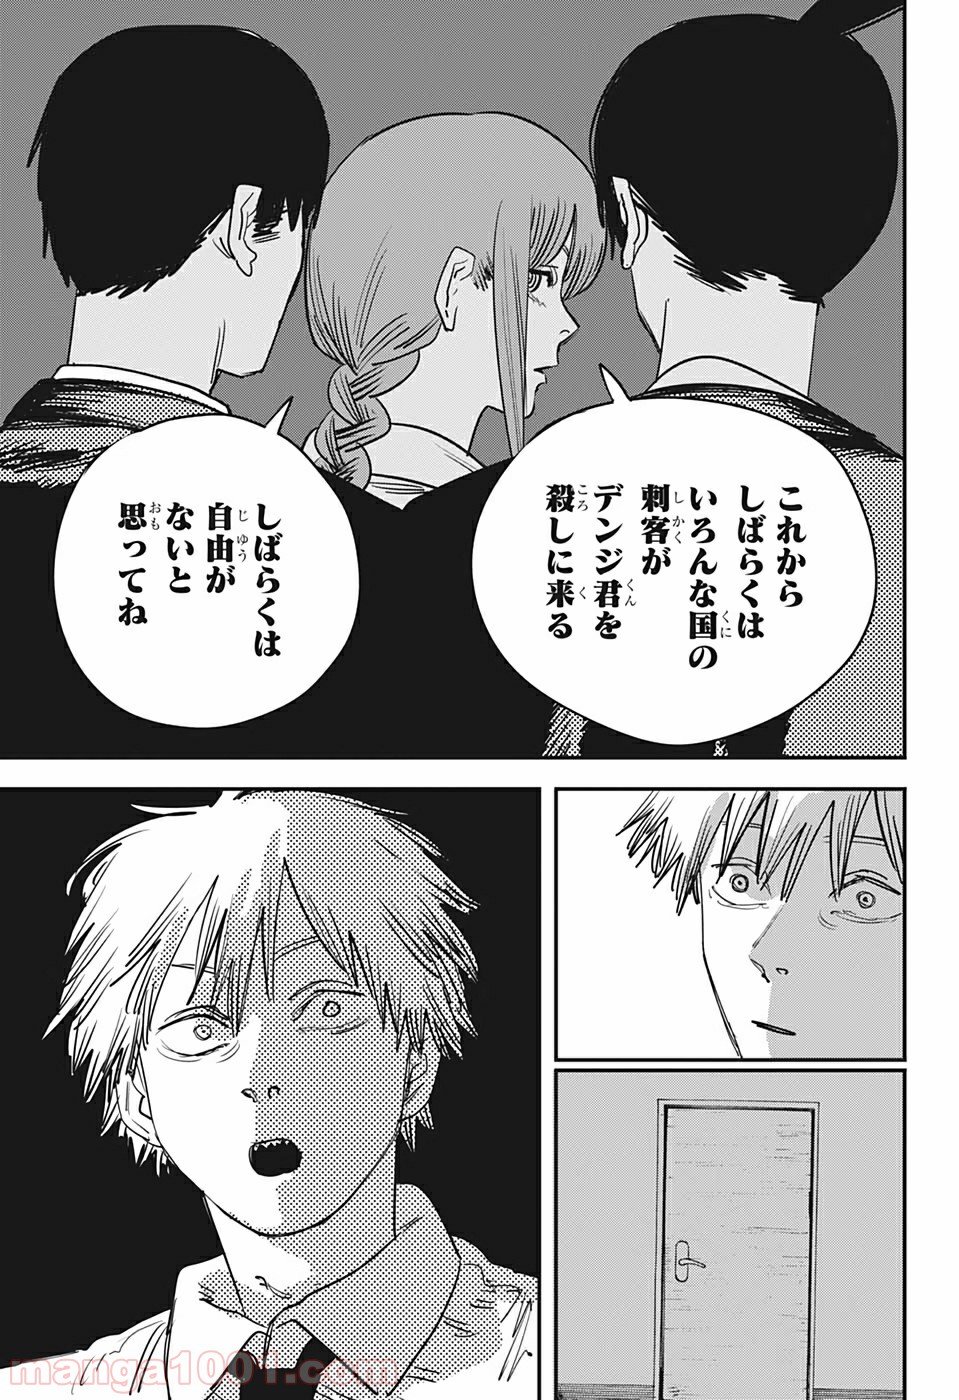 これから
しばらくは
いろんな国の
刺客が
デンジ君を
殺しに来る
しばらくは
自由が
ないと
思ってね
manga1001.com